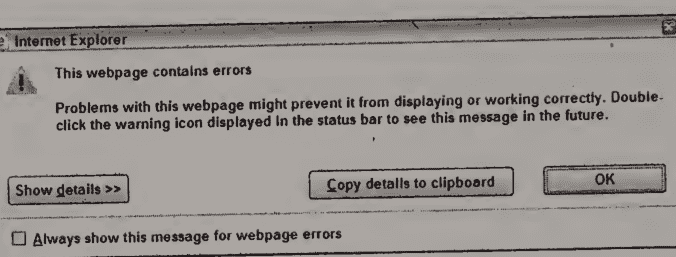 Internet Explorer
This webpage contains errors
Problems with this webpage might prevent it from displaying or working correctly. Double-
click the warning icon displayed in the status bar to see this message in the future.
Show details >>
Copy details to clipboard
OK
Always show this message for webpage errors